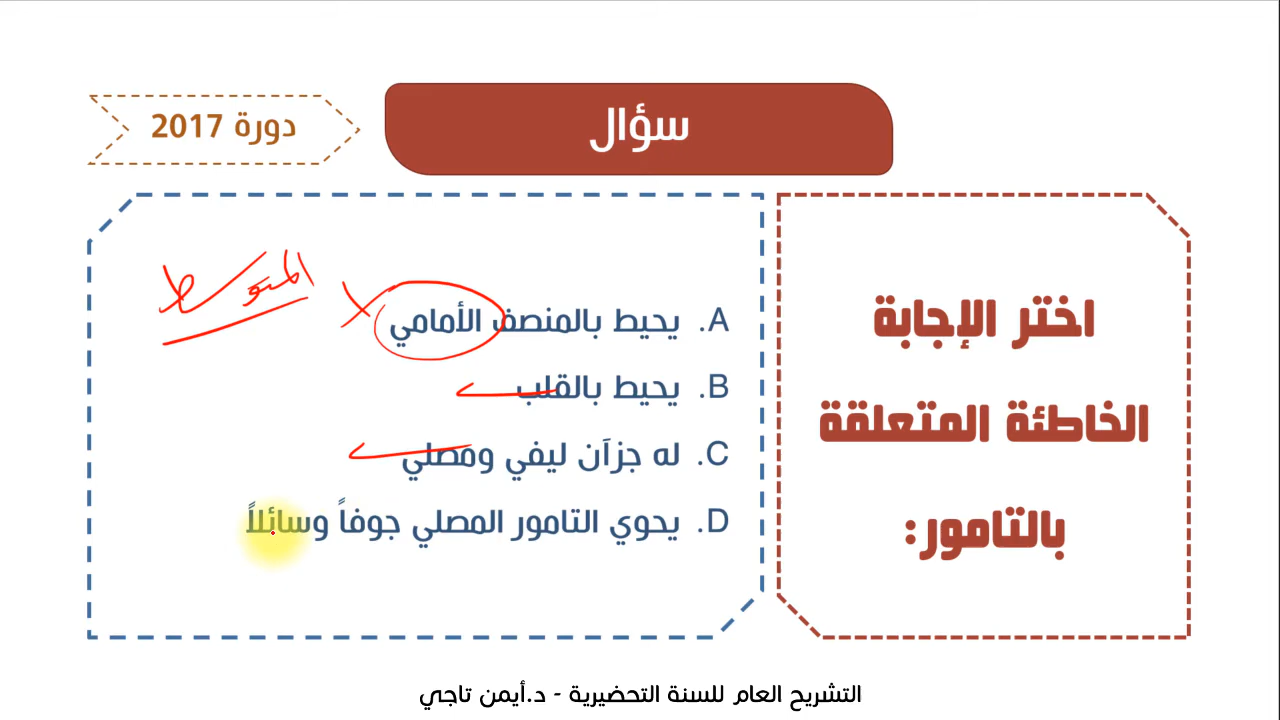 سؤال
دورة 2017
اختر الإجابة
الخاطئة المتعلقة
بالتامور:
A. يحيط بالمنصف الأمامي
المتوسط
B. يحيط بالقلب
C. له جزآن ليفي ومصلي
D. يحوي التامور المصلي جوفاً وسائلاً
التشريح العام للسنة التحضيرية - د.أيمن تاجي